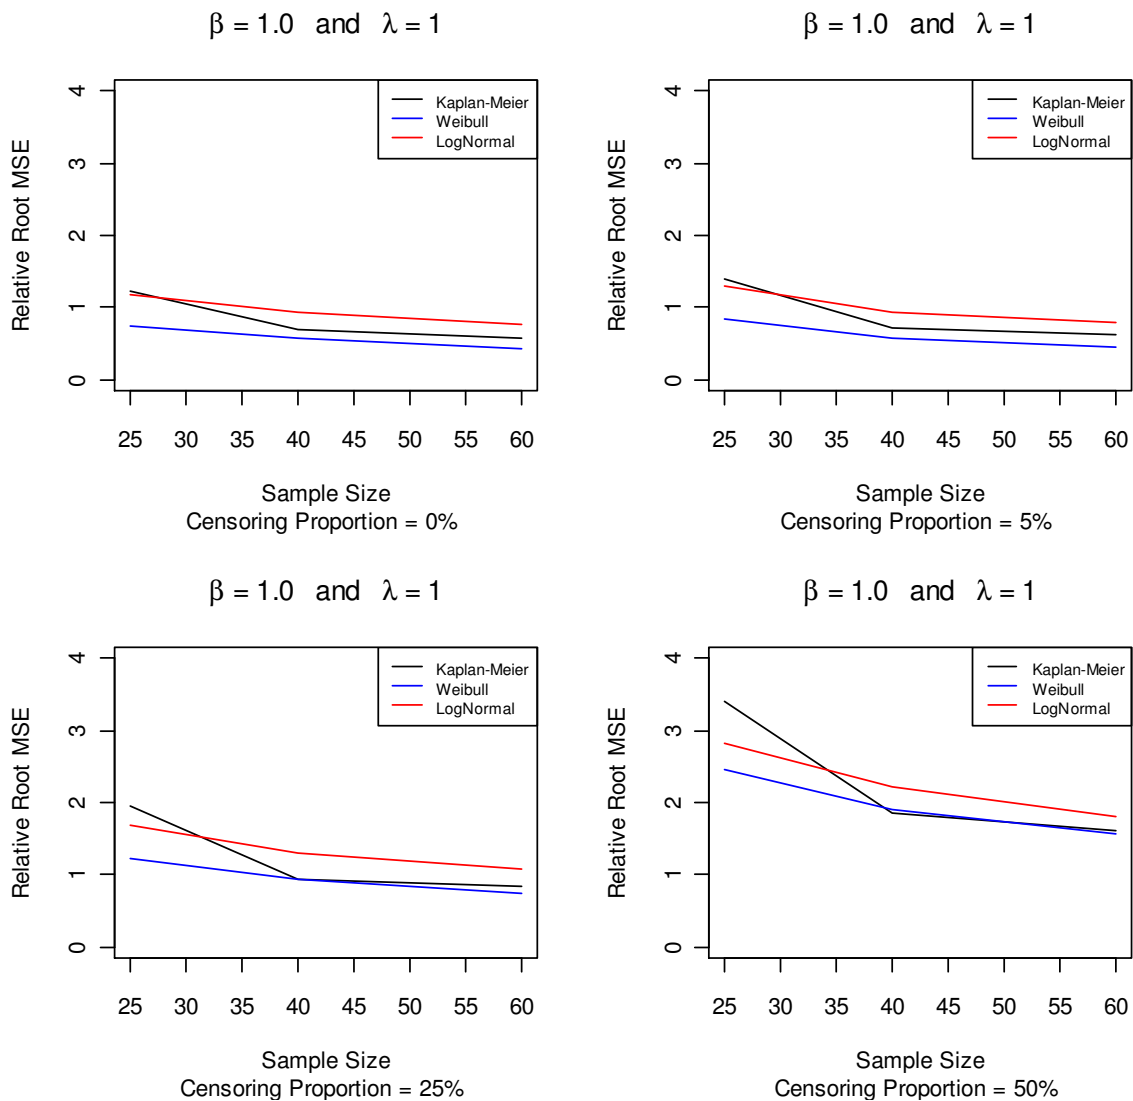 β = 1.0 and λ = 1
Relative Root MSE
4
3
2
1
0
Kaplan-Meier
Weibull
LogNormal
25 30 35 40 45 50 55 60
Sample Size
Censoring Proportion = 0%
β = 1.0 and λ = 1
Relative Root MSE
4
3
2
1
0
Kaplan-Meier
Weibull
LogNormal
25 30 35 40 45 50 55 60
Sample Size
Censoring Proportion = 5%
β = 1.0 and λ = 1
Relative Root MSE
4
3
2
1
0
Kaplan-Meier
Weibull
LogNormal
25 30 35 40 45 50 55 60
Sample Size
Censoring Proportion = 25%
β = 1.0 and λ = 1
Relative Root MSE
4
3
2
1
0
Kaplan-Meier
Weibull
LogNormal
25 30 35 40 45 50 55 60
Sample Size
Censoring Proportion = 50%